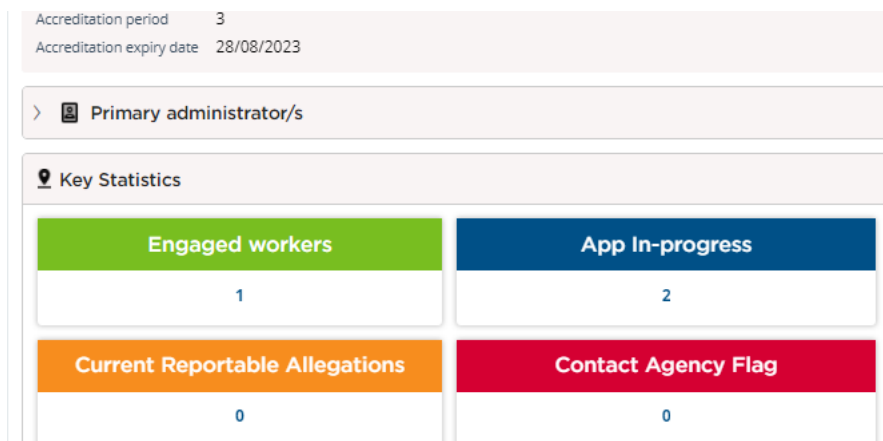 Accreditation period 3
Accreditation expiry date 28/08/2023
Primary administrator/s
Key Statistics
Engaged workers
1
App In-progress
2
Current Reportable Allegations
0
Contact Agency Flag
0